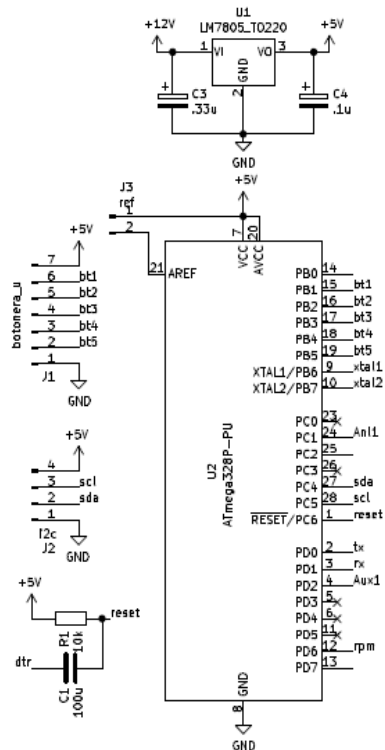 U1
LM7805_TO220
+12V
+5V
1
VI
VO
3
GND
2
C3
.33u
C4
.1u
GND
J3
ref
1
2
+5V
7
20
VCC
AVCC
21
AREF
U2
ATmega328P-PU
PB0
14
PB1
15
bt1
PB2
16
bt2
PB3
17
bt3
PB4
18
bt4
PB5
19
bt5
XTAL1/PB6
9
xtal1
XTAL2/PB7
10
xtal2
PC0
23
PC1
24
Anl1
PC2
25
PC3
26
PC4
27
sda
PC5
28
scl
RESET/PC6
1
reset
PD0
2
tx
PD1
3
rx
PD2
4
Aux1
PD3
5
PD4
6
PD5
11
PD6
12
rpm
PD7
13
GND
8
GND
botonera_u
+5V
7
6
bt1
5
bt2
4
bt3
3
bt4
2
bt5
1
J1
GND
+5V
4
3
scl
2
sda
1
i2c
J2
GND
+5V
reset
R1
10k
dtr
C1
100u